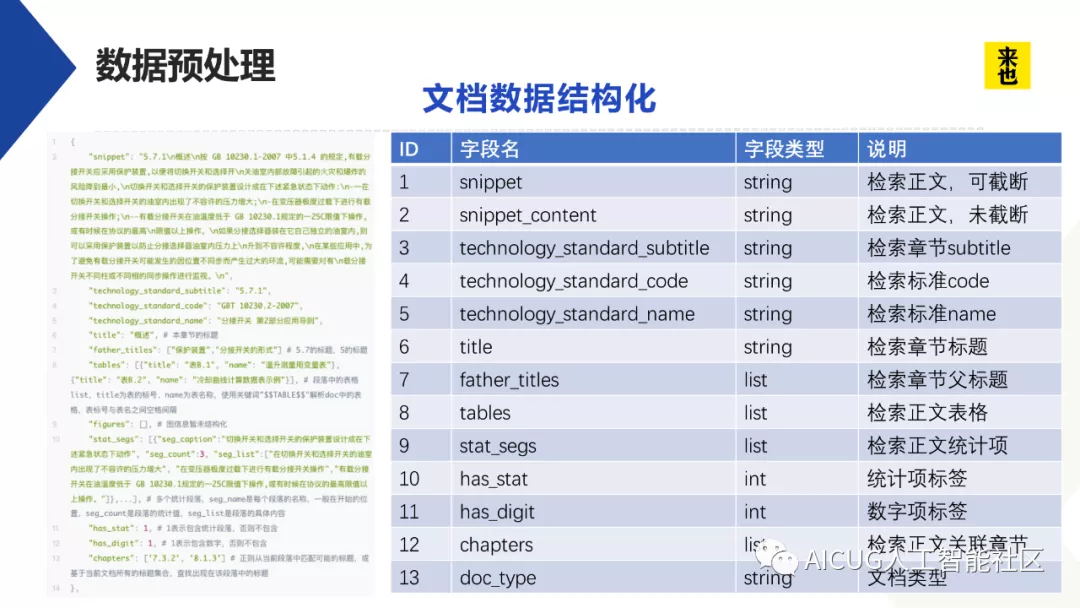 数据预处理
来也
文档数据结构化
1 {
2 "snippet": "5.7.1\n概述\n按 GB 10230.1-2007 中5.1.4 的规定,有载分
接开关应采用保护装置,以便将切换开关和选择开\n关油室内部故障引起的火灾和爆炸的
风险降到最小,\n切换开关和选择开关的保护装置设计成在下述紧急状态下动作:\n-一在
切换开关和选择开关的油室内出现了不容许的压力增大;\n-在变压器极度过载下进行有载
分接开关操作;\n--有载分接开关在油温度低于 GB 10230.1规定的一25C限值下操作,
或有时候在协议的最高\n限值以上操作。\n如果分接选择器装在它自己独立的油室内,则
可以采用保护装置以防止分接选择器油室内压力上\n升到不容许程度,\n在某些应用中,为
了避免有载分接开关可能发生的因位置不同步而产生过大的环流,可能需要对有\n载分接
开关不同柱或不同相的同步操作进行监视。\n",
3 "technology_standard_subtitle": "5.7.1",
4 "technology_standard_code": "GBT 10230.2-2007",
5 "technology_standard_name": "分接开关 第2部分应用导则",
6 "title": "概述", # 本章节的标题
7 "father_titles": ["保护装置","分接开关的形式"] # 5.7的标题、5的标题
8 "tables": [{"title": "表B.1", "name": "温升测量用变量表"},
{"title": "表B.2", "name": "冷却曲线计算数据表示例"}], # 段落中的表格
list, title为表的标号, name为表名称, 使用关键词"$$TABLE$$"解析doc中的表
格, 表标号与表名之间空格间隔
9 "figures": [], # 图信息暂未结构化
10 "stat_segs": [{"seg_caption":"切换开关和选择开关的保护装置设计成在下
述紧急状态下动作", "seg_count":3, "seg_list":["在切换开关和选择开关的油室
内出现了不容许的压力增大", "在变压器极度过载下进行有载分接开关操作","有载分接
开关在油温度低于 GB 10230.1规定的一25C限值下操作,或有时候在协议的最高限值以
上操作。"]},...], # 多个统计段落, seg_name是每个段落的名称, 一般在开始的位
置, seg_count是段落的统计值, seg_list是段落的具体内容
11 "has_stat": 1, # 1表示包含统计段落, 否则不包含
12 "has_digit": 1, # 1表示包含数字, 否则不包含
13 "chapters": ['7.3.2', '8.1.3'] # 正则从当前段落中匹配可能的标题, 或
基于当前文档所有的标题集合, 查找出现在该段落中的标题
14 },
ID 字段名 字段类型 说明
1 snippet string 检索正文，可截断
2 snippet_content string 检索正文，未截断
3 technology_standard_subtitle string 检索章节subtitle
4 technology_standard_code string 检索标准code
5 technology_standard_name string 检索标准name
6 title string 检索章节标题
7 father_titles list 检索章节父标题
8 tables list 检索正文表格
9 stat_segs list 检索正文统计项
10 has_stat int 统计项标签
11 has_digit int 数字项标签
12 chapters list 检索正文关联章节
13 doc_type string 文档类型
AICUG人工智能社区